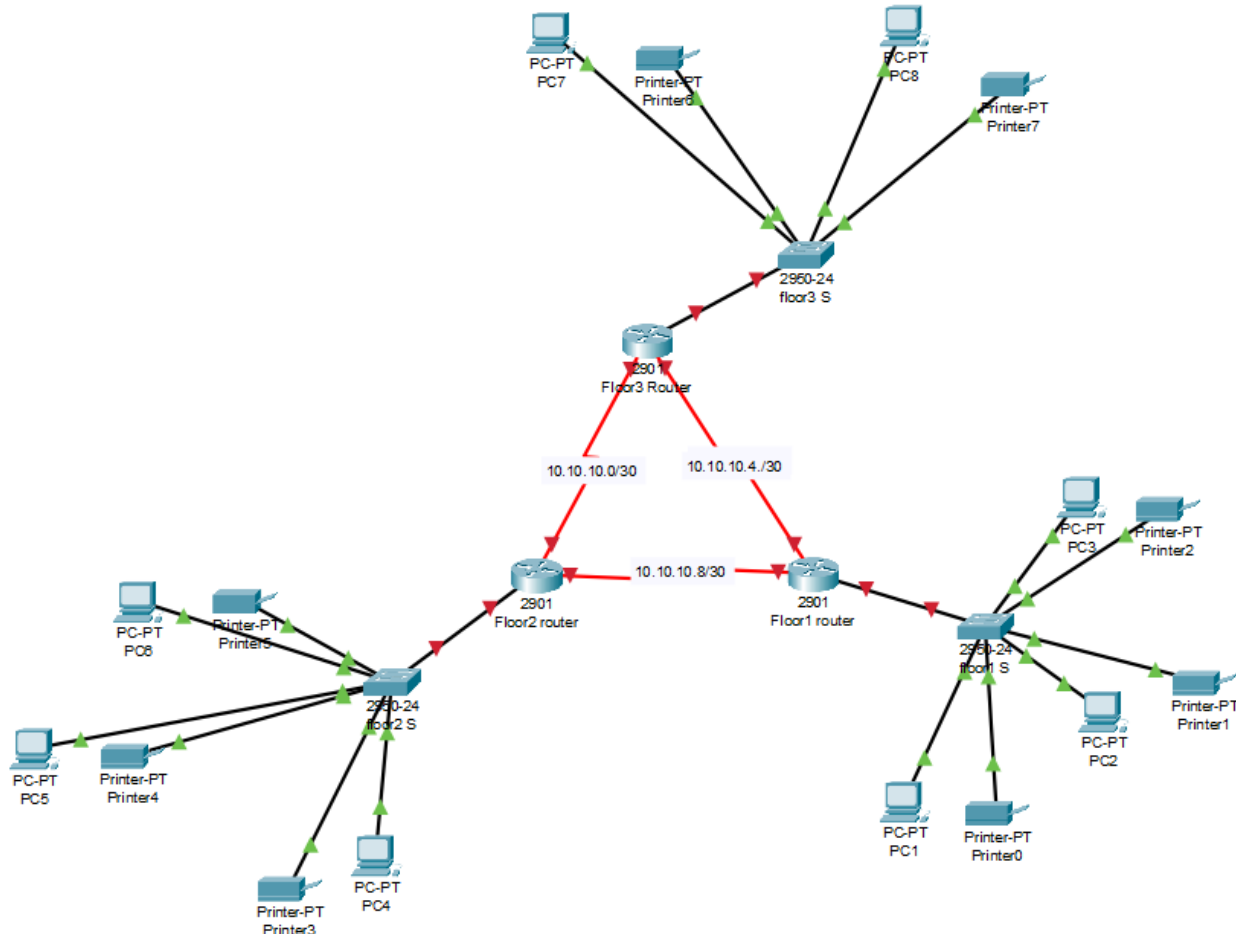 PC-PT
PC7
Printer-PT
Printer6
PC-PT
PC8
Printer-PT
Printer7
2950-24
floor3 S
2901
Floor3 Router
10.10.10.0/30
10.10.10.4./30
10.10.10.8/30
2901
Floor2 router
2901
Floor1 router
PC-PT
PC3
Printer-PT
Printer2
2950-24
floor1 S
Printer-PT
Printer1
PC-PT
PC2
PC-PT
PC1
Printer-PT
Printer0
PC-PT
PC6
Printer-PT
Printer5
2950-24
floor2 S
PC-PT
PC5
Printer-PT
Printer4
PC-PT
PC4
Printer-PT
Printer3